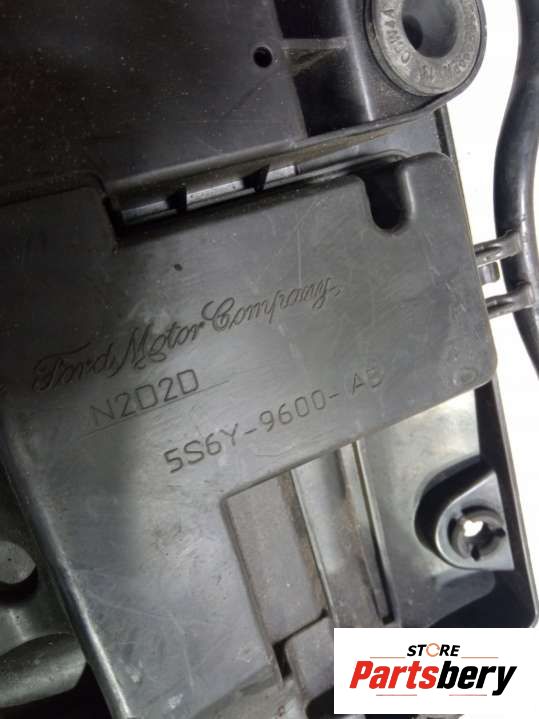 Ford Motor Company
N2D2D
5S6Y-9600-AB
STORE
Partsbery